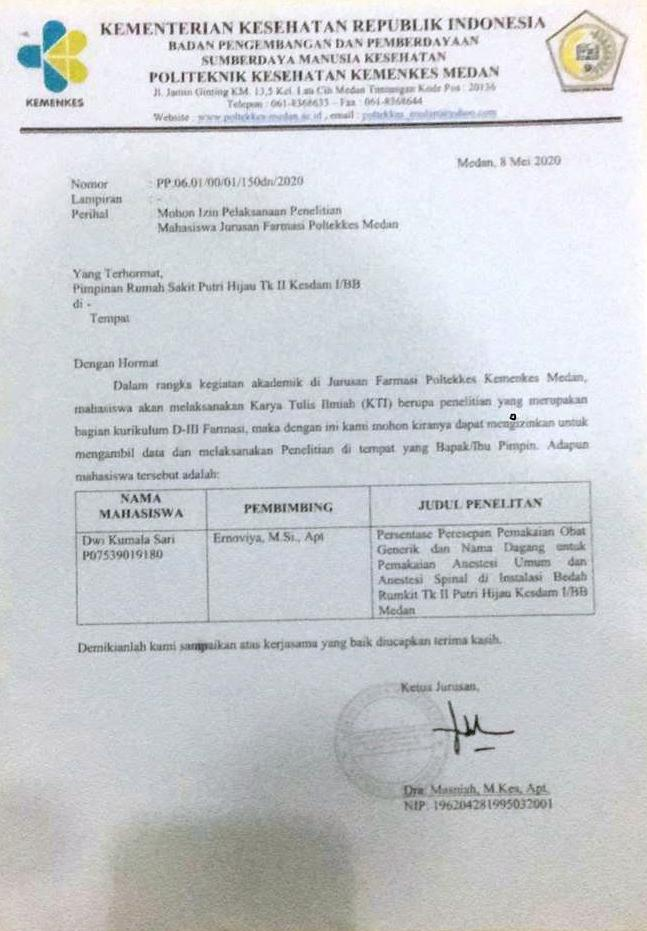 KEMENTERIAN KESEHATAN REPUBLIK INDONESIA
BADAN PENGEMBANGAN DAN PEMBERDAYAAN
SUMBERDAYA MANUSIA KESEHATAN
POLITEKNIK KESEHATAN KEMENKES MEDAN
Jl. Jamin Ginting KM. 13,5 Kel. Lau Cih Medan Tuntungan Kode Pos : 20136
Telepon : 061-8368633 – Fax : 061-8368644
Website : www.poltekkes-medan.ac.id , email : poltekkes_medan@yahoo.com
KEMENKES
Medan, 8 Mei 2020
Nomor : PP.06.01/00/01/150dn/2020
Lampiran : -
Perihal : Mohon Izin Pelaksanaan Penelitian
Mahasiswa Jurusan Farmasi Poltekkes Medan
Yang Terhormat,
Pimpinan Rumah Sakit Putri Hijau Tk II Kesdam I/BB
di -
Tempat
Dengan Hormat
Dalam rangka kegiatan akademik di Jurusan Farmasi Poltekkes Kemenkes Medan,
mahasiswa akan melaksanakan Karya Tulis Ilmiah (KTI) berupa penelitian yang merupakan
bagian kurikulum D-III Farmasi, maka dengan ini kami mohon kiranya dapat mengizinkan untuk
mengambil data dan melaksanakan Penelitian di tempat yang Bapak/Ibu Pimpin. Adapun
mahasiswa tersebut adalah:
NAMA MAHASISWA PEMBIMBING JUDUL PENELITAN
Dwi Kumala Sari
P07539019180
Ernoviya, M.Si., Apt
Persentase Peresepan Pemakaian Obat
Generik dan Nama Dagang untuk
Pemakaian Anestesi Umum dan
Anestesi Spinal di Instalasi Bedah
Rumkit Tk II Putri Hijau Kesdam I/BB
Medan
Demikianlah kami sampaikan atas kerjasama yang baik diucapkan terima kasih.
Ketua Jurusan,
Dra. Masniah, M.Kes, Apt.
NIP. 196204281995032001